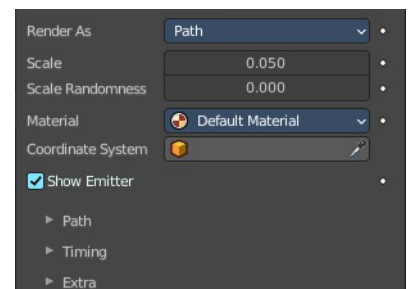 Render As Path
Scale 0.050
Scale Randomness 0.000
Material Default Material
Coordinate System
Show Emitter
Path
Timing
Extra